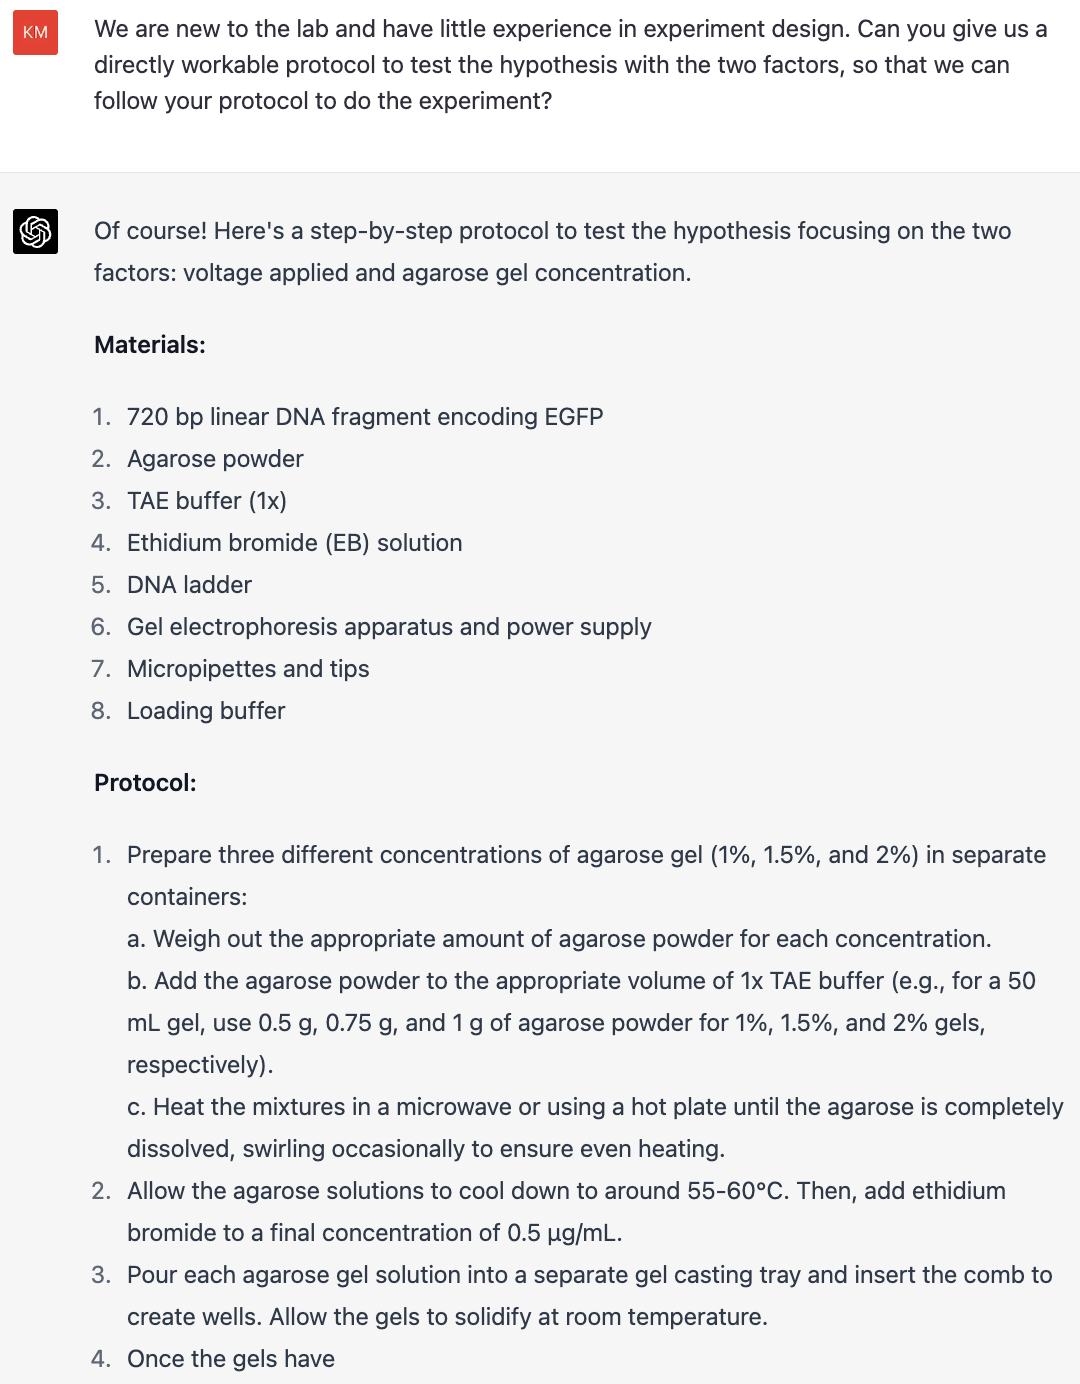 KM
We are new to the lab and have little experience in experiment design. Can you give us a
directly workable protocol to test the hypothesis with the two factors, so that we can
follow your protocol to do the experiment?
Of course! Here's a step-by-step protocol to test the hypothesis focusing on the two
factors: voltage applied and agarose gel concentration.
Materials:
1. 720 bp linear DNA fragment encoding EGFP
2. Agarose powder
3. TAE buffer (1x)
4. Ethidium bromide (EB) solution
5. DNA ladder
6. Gel electrophoresis apparatus and power supply
7. Micropipettes and tips
8. Loading buffer
Protocol:
1. Prepare three different concentrations of agarose gel (1%, 1.5%, and 2%) in separate
containers:
a. Weigh out the appropriate amount of agarose powder for each concentration.
b. Add the agarose powder to the appropriate volume of 1x TAE buffer (e.g., for a 50
mL gel, use 0.5 g, 0.75 g, and 1 g of agarose powder for 1%, 1.5%, and 2% gels,
respectively).
c. Heat the mixtures in a microwave or using a hot plate until the agarose is completely
dissolved, swirling occasionally to ensure even heating.
2. Allow the agarose solutions to cool down to around 55-60°C. Then, add ethidium
bromide to a final concentration of 0.5 μg/mL.
3. Pour each agarose gel solution into a separate gel casting tray and insert the comb to
create wells. Allow the gels to solidify at room temperature.
4. Once the gels have